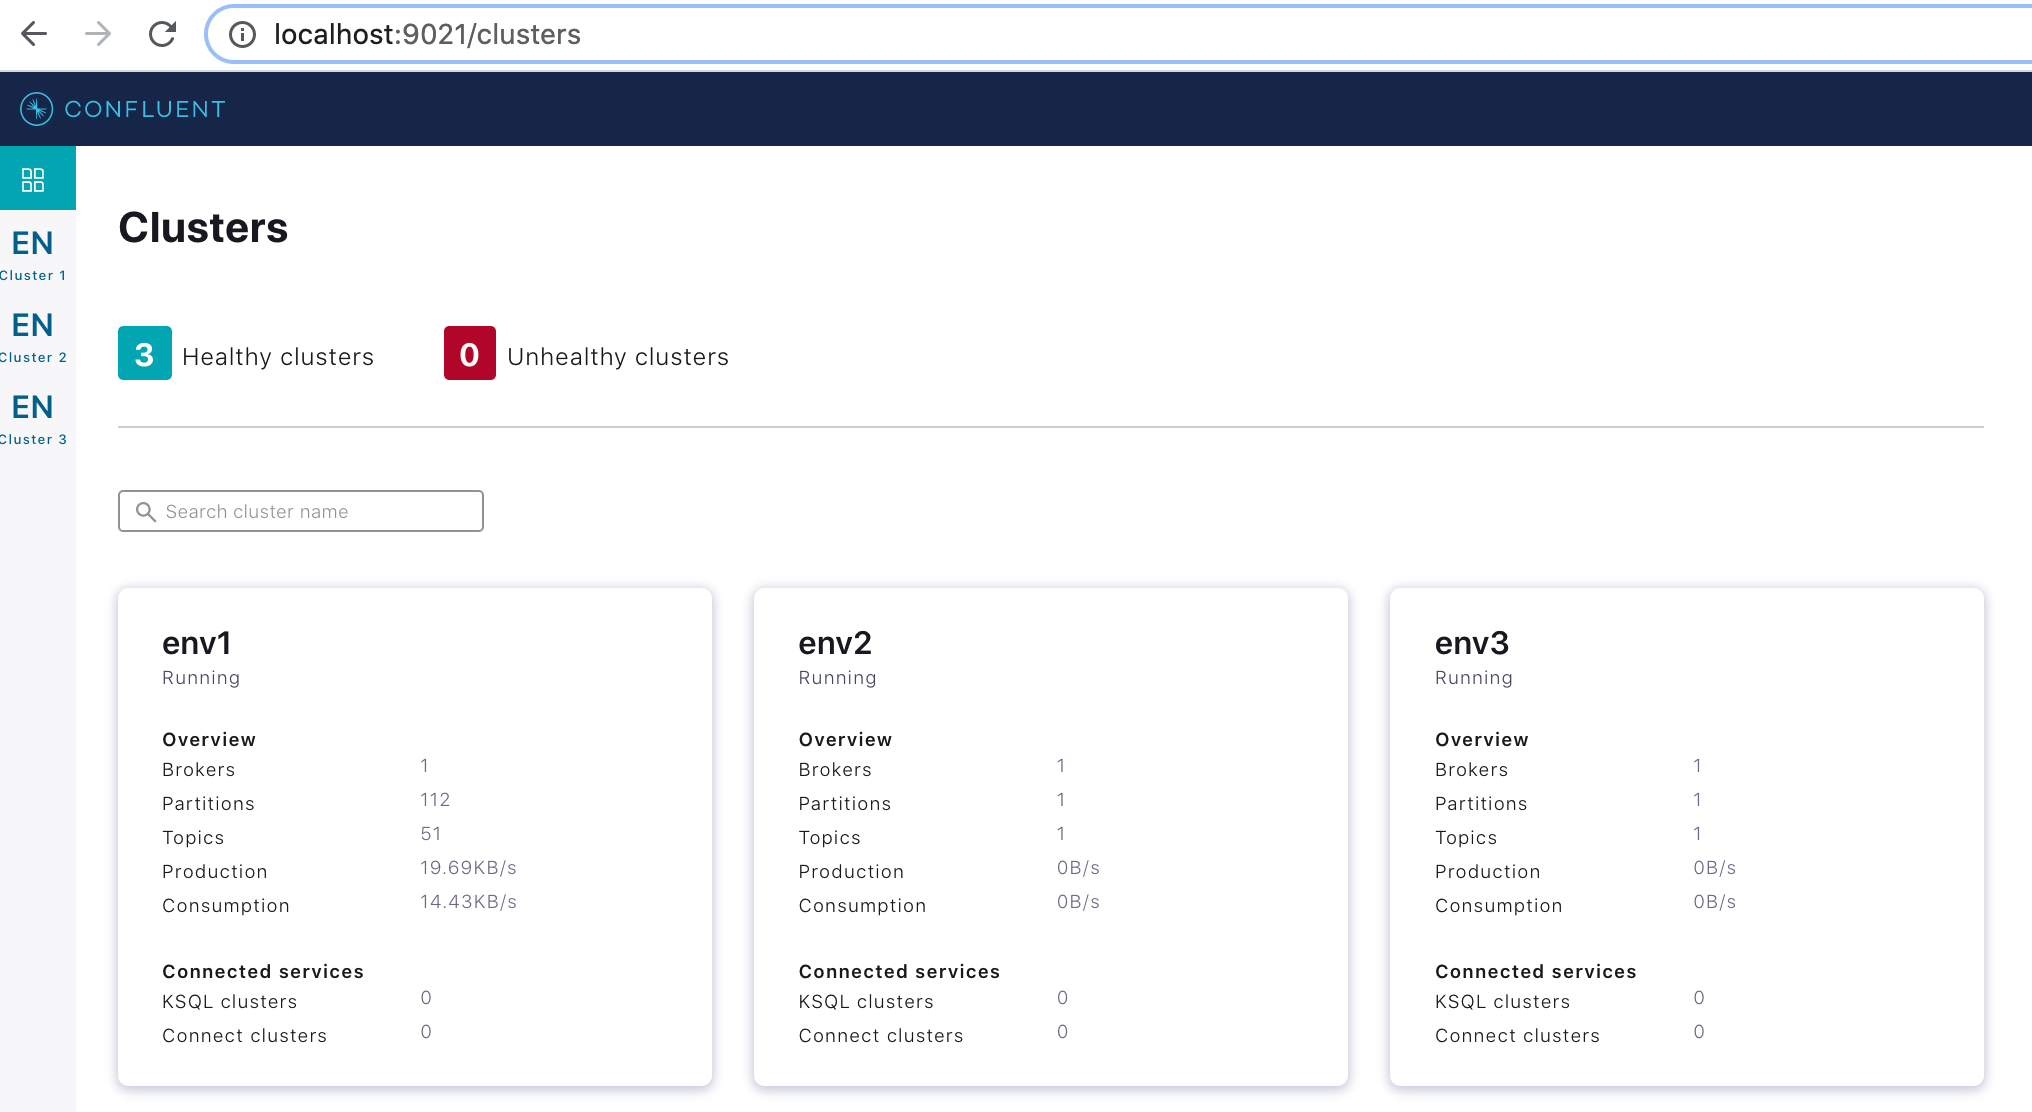 localhost:9021/clusters
CONFLUENT
EN
Cluster 1
EN
Cluster 2
EN
Cluster 3
Clusters
3 Healthy clusters
0 Unhealthy clusters
Search cluster name
env1
Running
Overview
Brokers 1
Partitions 112
Topics 51
Production 19.69KB/s
Consumption 14.43KB/s
Connected services
KSQL clusters 0
Connect clusters 0
env2
Running
Overview
Brokers 1
Partitions 1
Topics 1
Production 0B/s
Consumption 0B/s
Connected services
KSQL clusters 0
Connect clusters 0
env3
Running
Overview
Brokers 1
Partitions 1
Topics 1
Production 0B/s
Consumption 0B/s
Connected services
KSQL clusters 0
Connect clusters 0